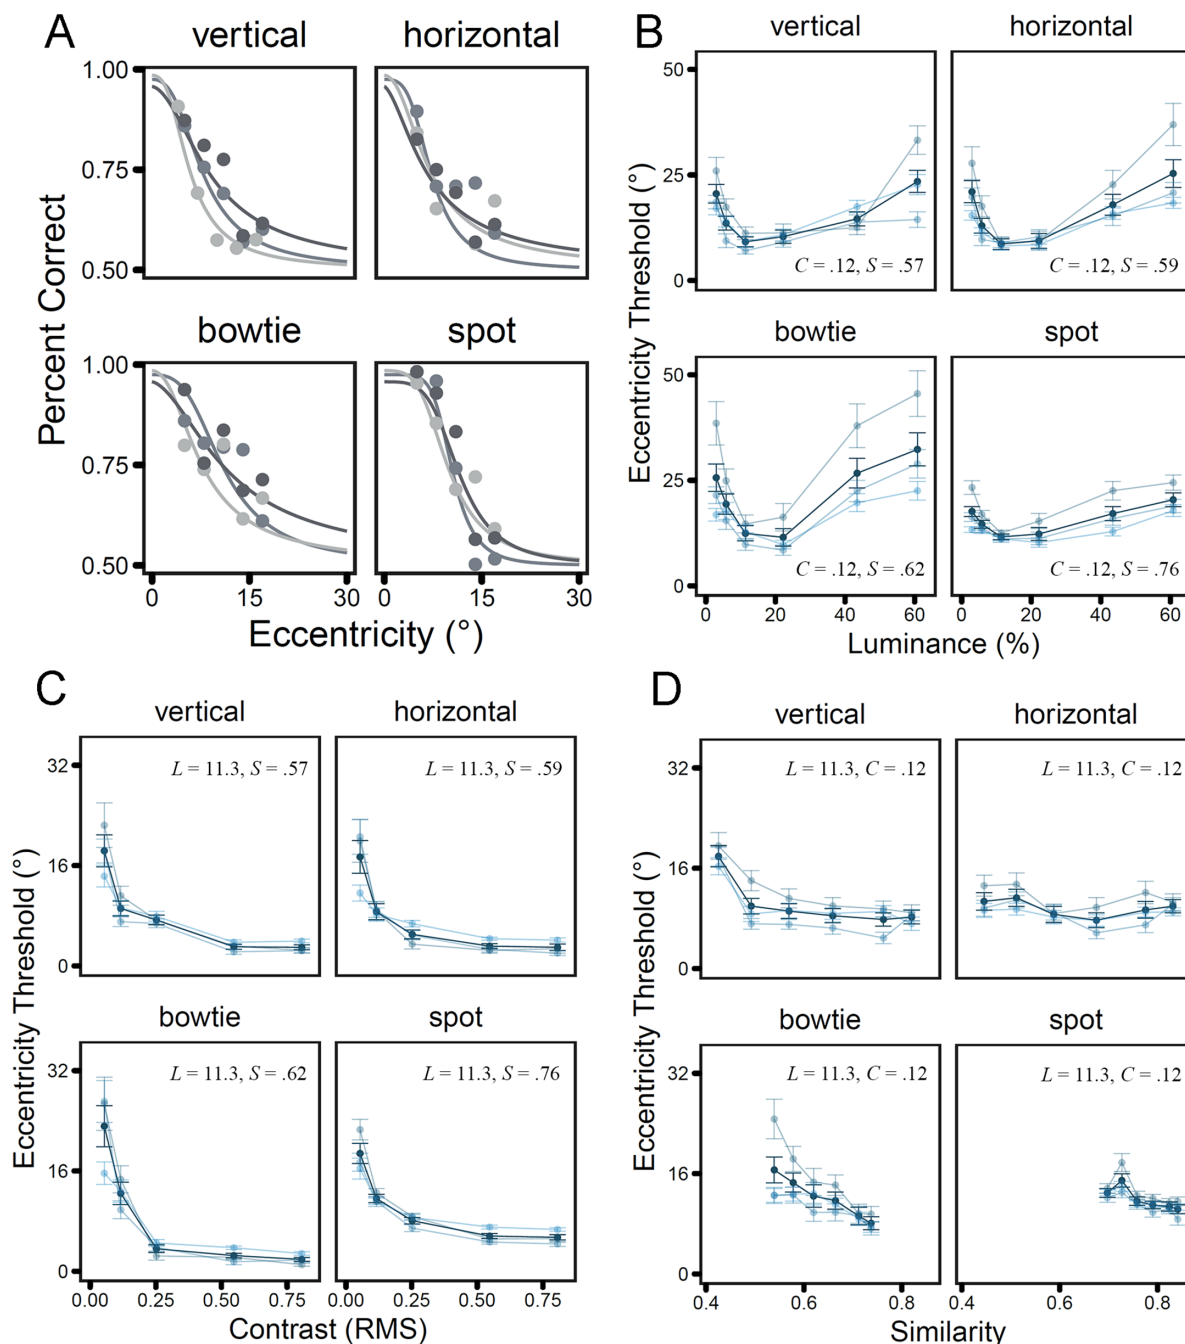 A
vertical
horizontal
1.00
0.75
0.50
bowtie
spot
1.00
0.75
0.50
0
15
30
0
15
30
Percent Correct
Eccentricity (°)
B
vertical
horizontal
50
25
0
C = .12, S = .57
C = .12, S = .59
bowtie
spot
50
25
0
C = .12, S = .62
C = .12, S = .76
0
20
40
60
0
20
40
60
Eccentricity Threshold (°)
Luminance (%)
C
vertical
horizontal
32
16
0
L = 11.3, S = .57
L = 11.3, S = .59
bowtie
spot
32
16
0
L = 11.3, S = .62
L = 11.3, S = .76
0.00
0.25
0.50
0.75
0.00
0.25
0.50
0.75
Eccentricity Threshold (°)
Contrast (RMS)
D
vertical
horizontal
32
16
0
L = 11.3, C = .12
L = 11.3, C = .12
bowtie
spot
32
16
0
L = 11.3, C = .12
L = 11.3, C = .12
0.4
0.6
0.8
0.4
0.6
0.8
Eccentricity Threshold (°)
Similarity